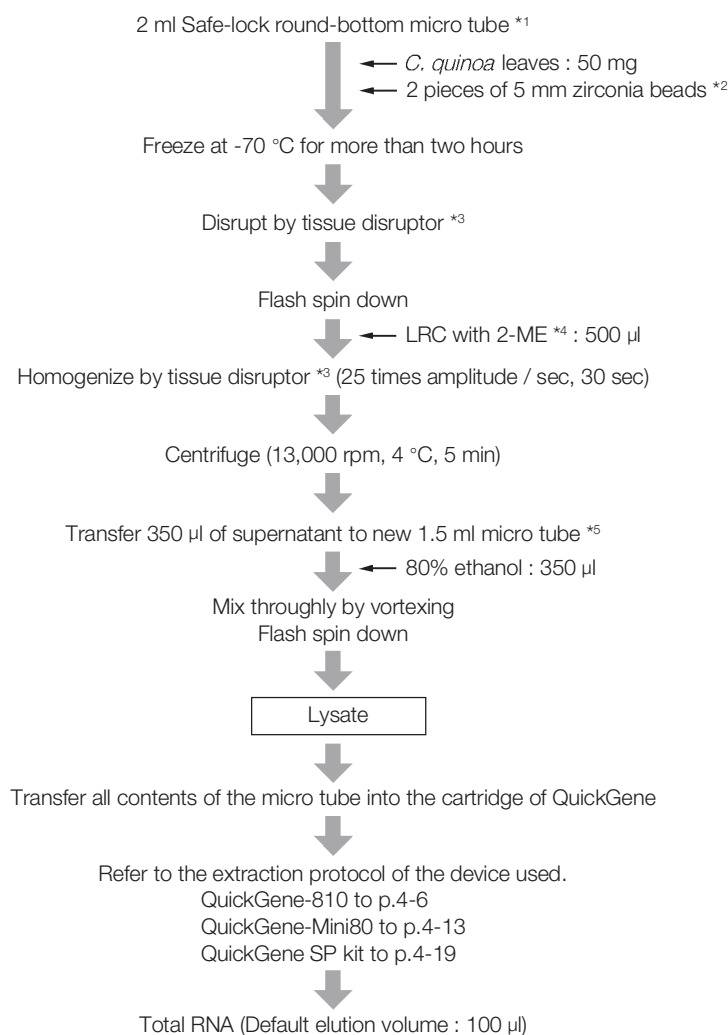 2 ml Safe-lock round-bottom micro tube *1
C. quinoa leaves : 50 mg
2 pieces of 5 mm zirconia beads *2
Freeze at -70 °C for more than two hours
Disrupt by tissue disruptor *3
Flash spin down
LRC with 2-ME *4 : 500 µl
Homogenize by tissue disruptor *3 (25 times amplitude / sec, 30 sec)
Centrifuge (13,000 rpm, 4 °C, 5 min)
Transfer 350 µl of supernatant to new 1.5 ml micro tube *5
80% ethanol : 350 µl
Mix throughly by vortexing
Flash spin down
Lysate
Transfer all contents of the micro tube into the cartridge of QuickGene
Refer to the extraction protocol of the device used.
QuickGene-810 to p.4-6
QuickGene-Mini80 to p.4-13
QuickGene SP kit to p.4-19
Total RNA (Default elution volume : 100 µl)